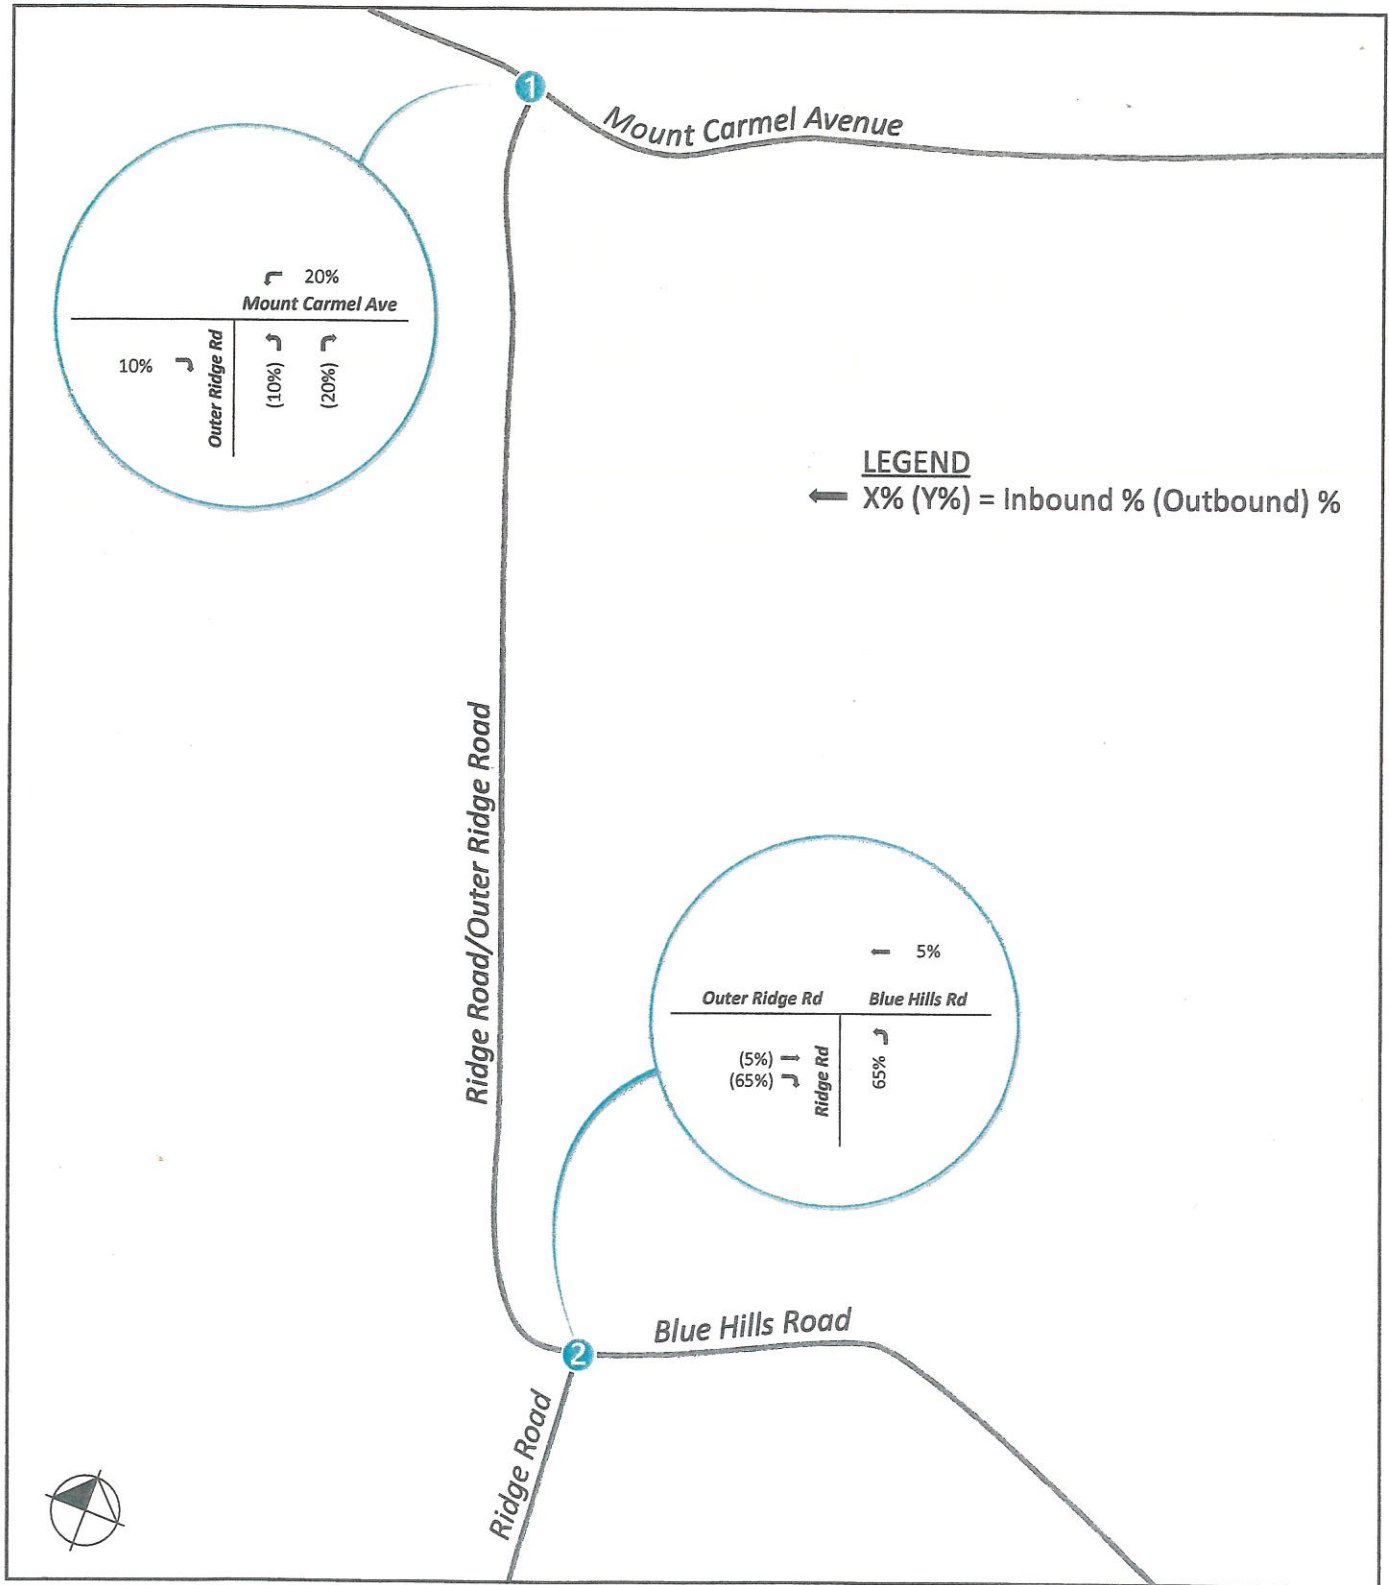 1
Mount Carmel Avenue
20%
Mount Carmel Ave
10%
Outer Ridge Rd
(10%)
(20%)
LEGEND
X% (Y%) = Inbound % (Outbound) %
Ridge Road/Outer Ridge Road
5%
Outer Ridge Rd
Blue Hills Rd
(5%)
(65%)
Ridge Rd
65%
Blue Hills Road
2
Ridge Road